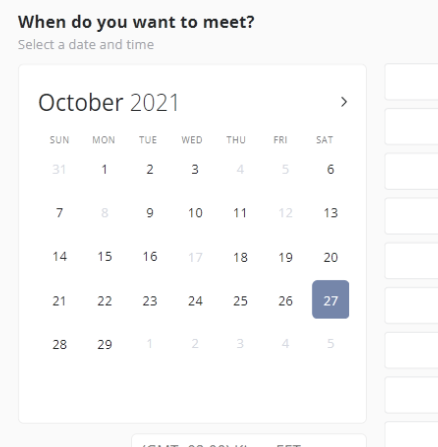 When do you want to meet?
Select a date and time
October 2021
SUN MON TUE WED THU FRI SAT
31 1 2 3 4 5 6
7 8 9 10 11 12 13
14 15 16 17 18 19 20
21 22 23 24 25 26 27
28 29 1 2 3 4 5